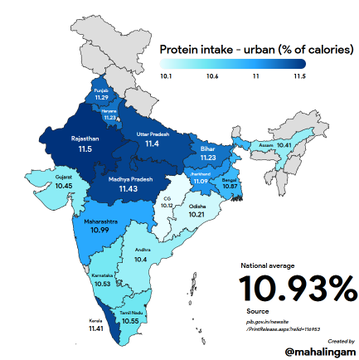 Protein intake - urban (% of calories)
10.1 10.6 11 11.5
Punjab
11.29
Haryana
11.23
Rajasthan
11.5
Uttar Pradesh
11.4
Bihar
11.23
Assam 10.41
Gujarat
10.45
Madhya Pradesh
11.43
Jharkhand
11.09
Bengal
10.87
CG
10.12
Odisha
10.21
Maharashtra
10.99
Andhra
10.4
Karnataka
10.53
Kerala
11.41
Tamil Nadu
10.55
National average
10.93%
Source
pib.gov.in/newsite
/PrintRelease.aspx?relid=116953
Created by
@mahalingam